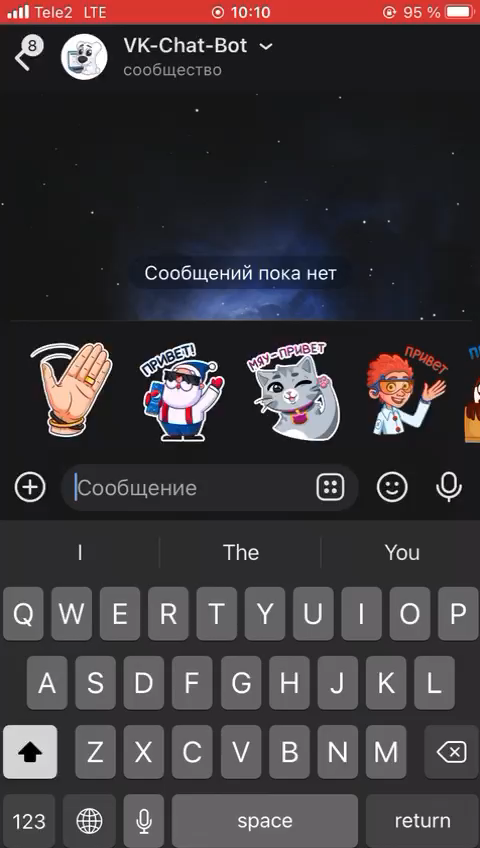 Tele2 LTE 10:10 95 %
8
VK-Chat-Bot
сообщество
Сообщений пока нет
ПРИВЕТ! МЯУ-ПРИВЕТ ПРИВЕТ
Сообщение
I The You
Q W E R T Y U I O P
A S D F G H J K L
Z X C V B N M
123 space return